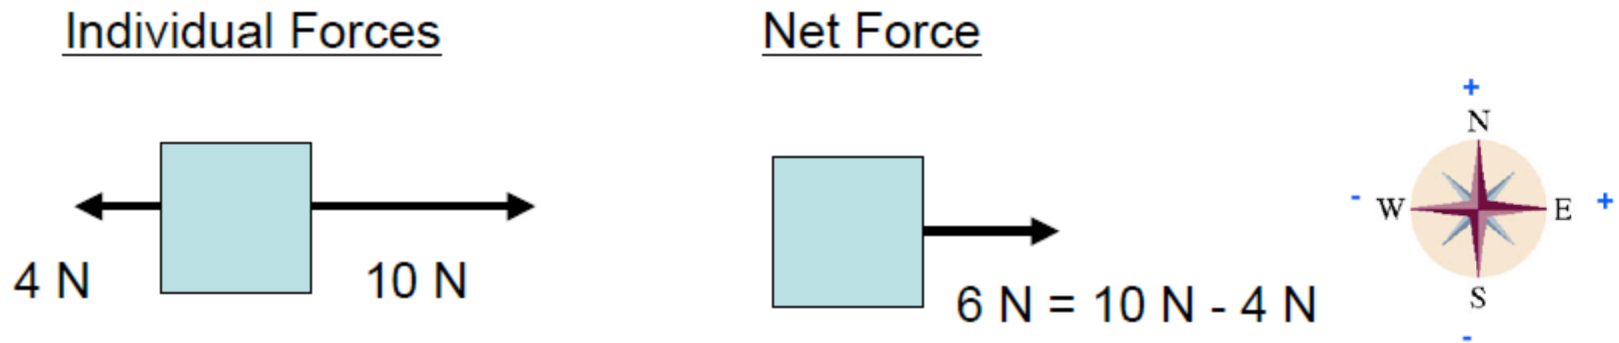 Individual Forces
Net Force
4 N
10 N
6 N = 10 N - 4 N
+
N
-
W
E
+
S
-